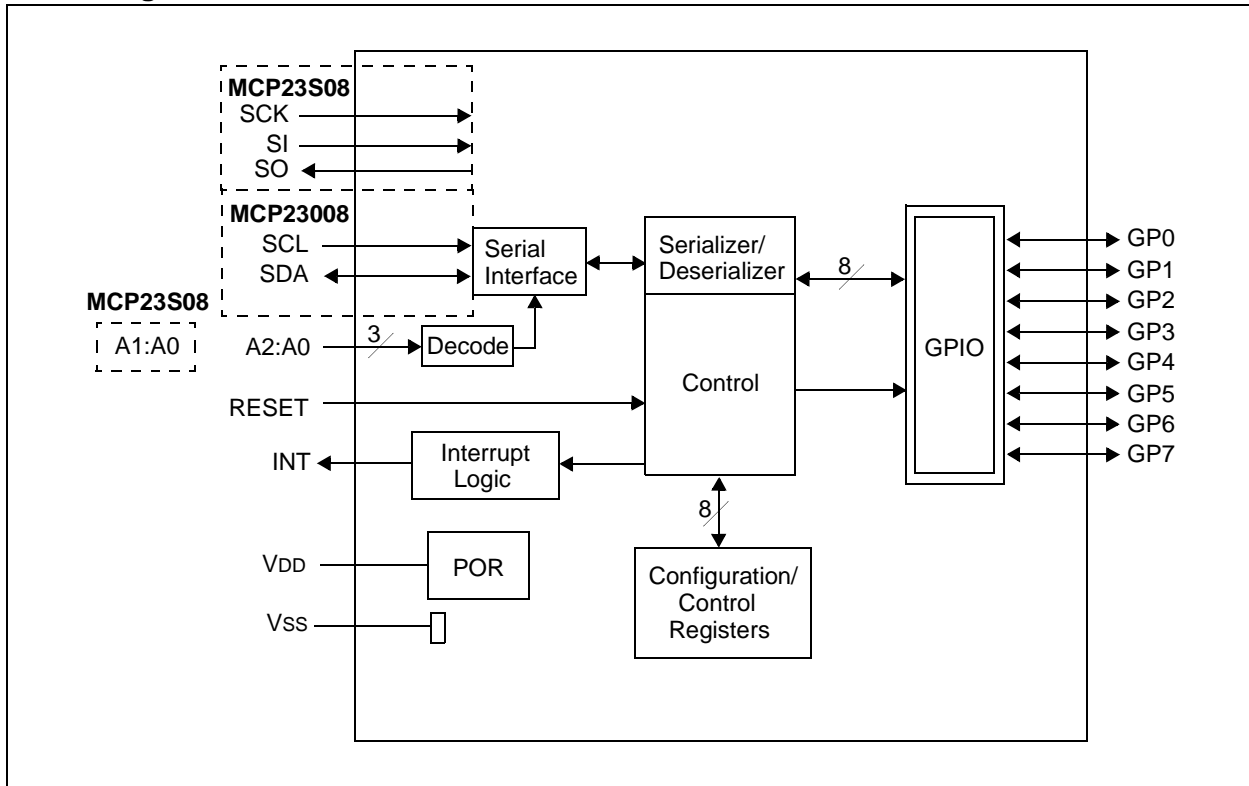 MCP23S08
SCK
SI
SO
MCP23008
SCL
SDA
MCP23S08
A1:A0
A2:A0
3
Decode
Serial
Interface
Serializer/
Deserializer
8
Control
GPIO
GP0
GP1
GP2
GP3
GP4
GP5
GP6
GP7
RESET
INT
Interrupt
Logic
8
VDD
POR
Configuration/
Control
Registers
VSS